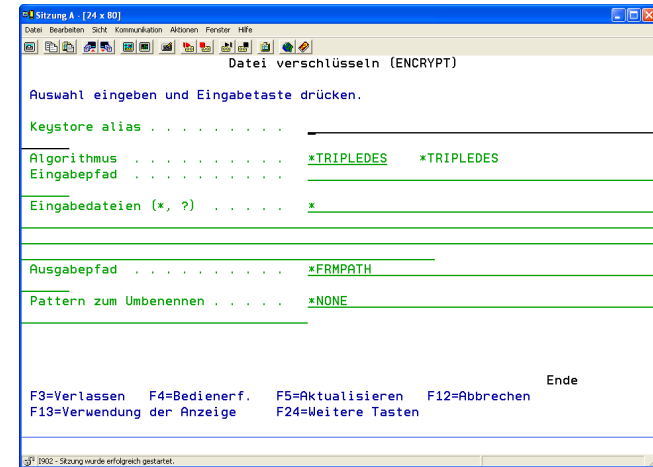 Sitzung A - [24 x 80]
Datei Bearbeiten Sicht Kommunikation Aktionen Fenster Hilfe
Datei verschlüsseln (ENCRYPT)
Auswahl eingeben und Eingabetaste drücken.
Keystore alias . . . . . . . . .
Algorithmus . . . . . . . . . . *TRIPLEDES *TRIPLEDES
Eingabepfad . . . . . . . . . .
Eingabedateien (*, ?) . . . . . *
Ausgabepfad . . . . . . . . . . *FRMPATH
Pattern zum Umbenennen . . . . . *NONE
Ende
F3=Verlassen F4=Bedienerf. F5=Aktualisieren F12=Abbrechen
F13=Verwendung der Anzeige F24=Weitere Tasten
I902 - Sitzung wurde erfolgreich gestartet.